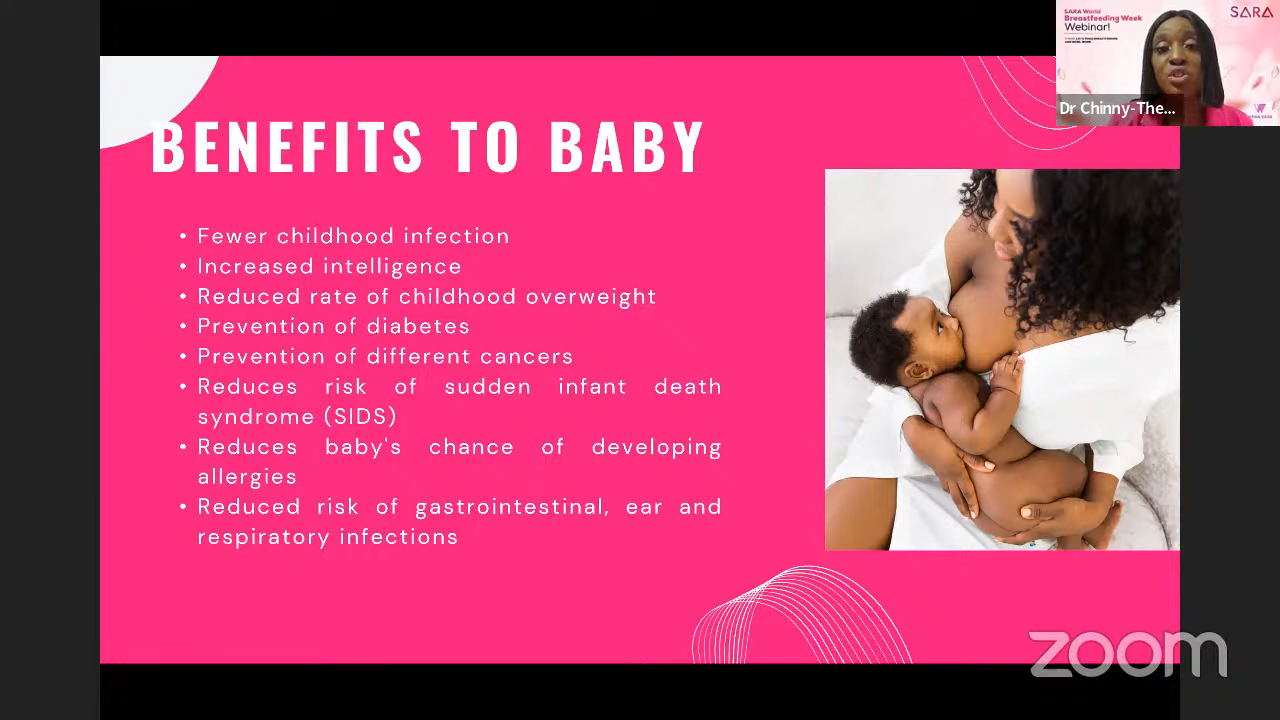 BENEFITS TO BABY
• Fewer childhood infection
• Increased intelligence
• Reduced rate of childhood overweight
• Prevention of diabetes
• Prevention of different cancers
• Reduces risk of sudden infant death
syndrome (SIDS)
• Reduces baby's chance of developing
allergies
• Reduced risk of gastrointestinal, ear and
respiratory infections
SARA World
Breastfeeding Week
Webinar!
SARA
Dr Chinny-The...
zoom